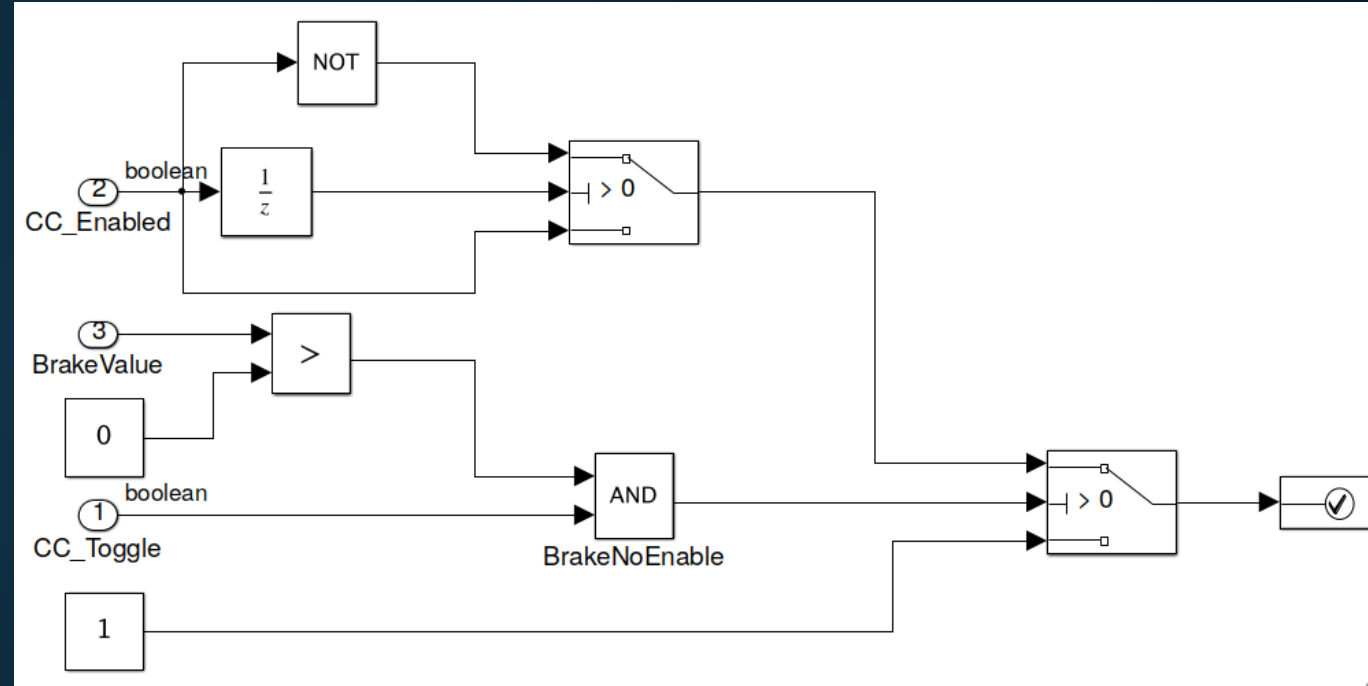 NOT
boolean
2
CC_Enabled
1
z
> 0
3
BrakeValue
>
0
boolean
1
CC_Toggle
AND
BrakeNoEnable
> 0
1